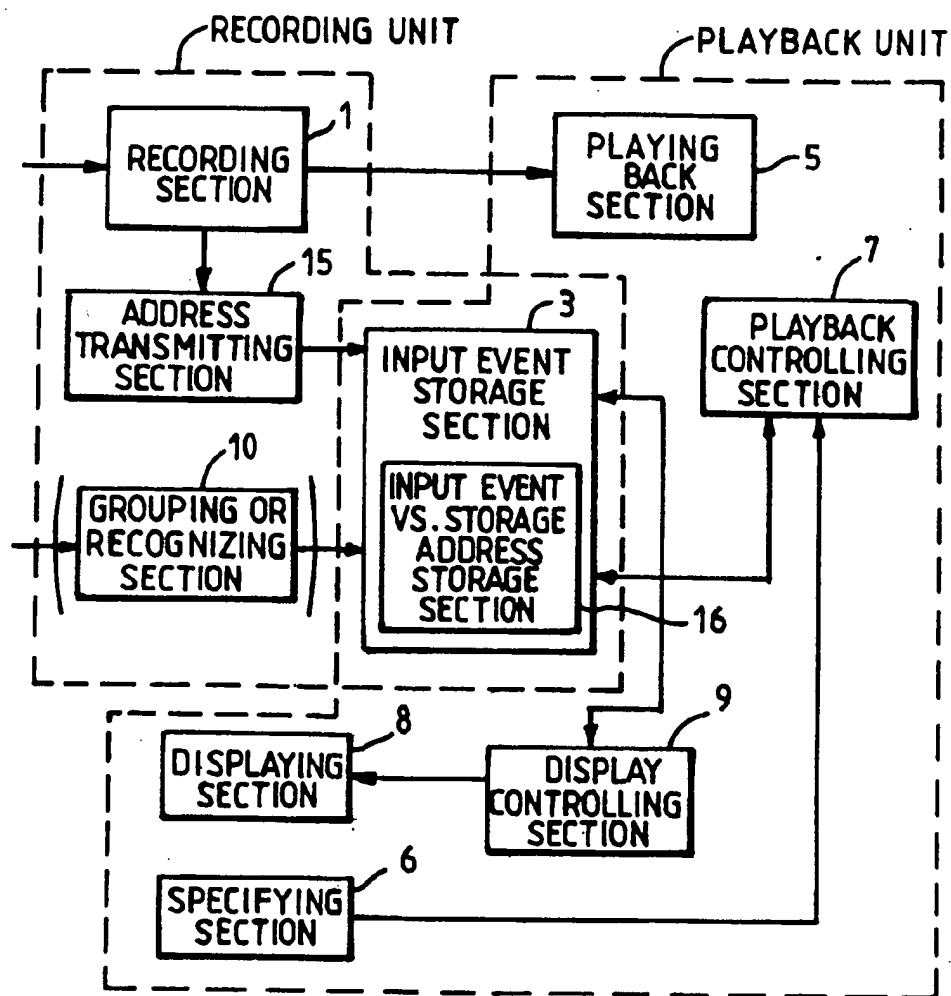 RECORDING UNIT
PLAYBACK UNIT
1
RECORDING
SECTION
PLAYING
BACK
SECTION
5
15
ADDRESS
TRANSMITTING
SECTION
3
INPUT EVENT
STORAGE
SECTION
7
PLAYBACK
CONTROLLING
SECTION
10
GROUPING OR
RECOGNIZING
SECTION
INPUT EVENT
VS. STORAGE
ADDRESS
STORAGE
SECTION
16
8
DISPLAYING
SECTION
9
DISPLAY
CONTROLLING
SECTION
6
SPECIFYING
SECTION